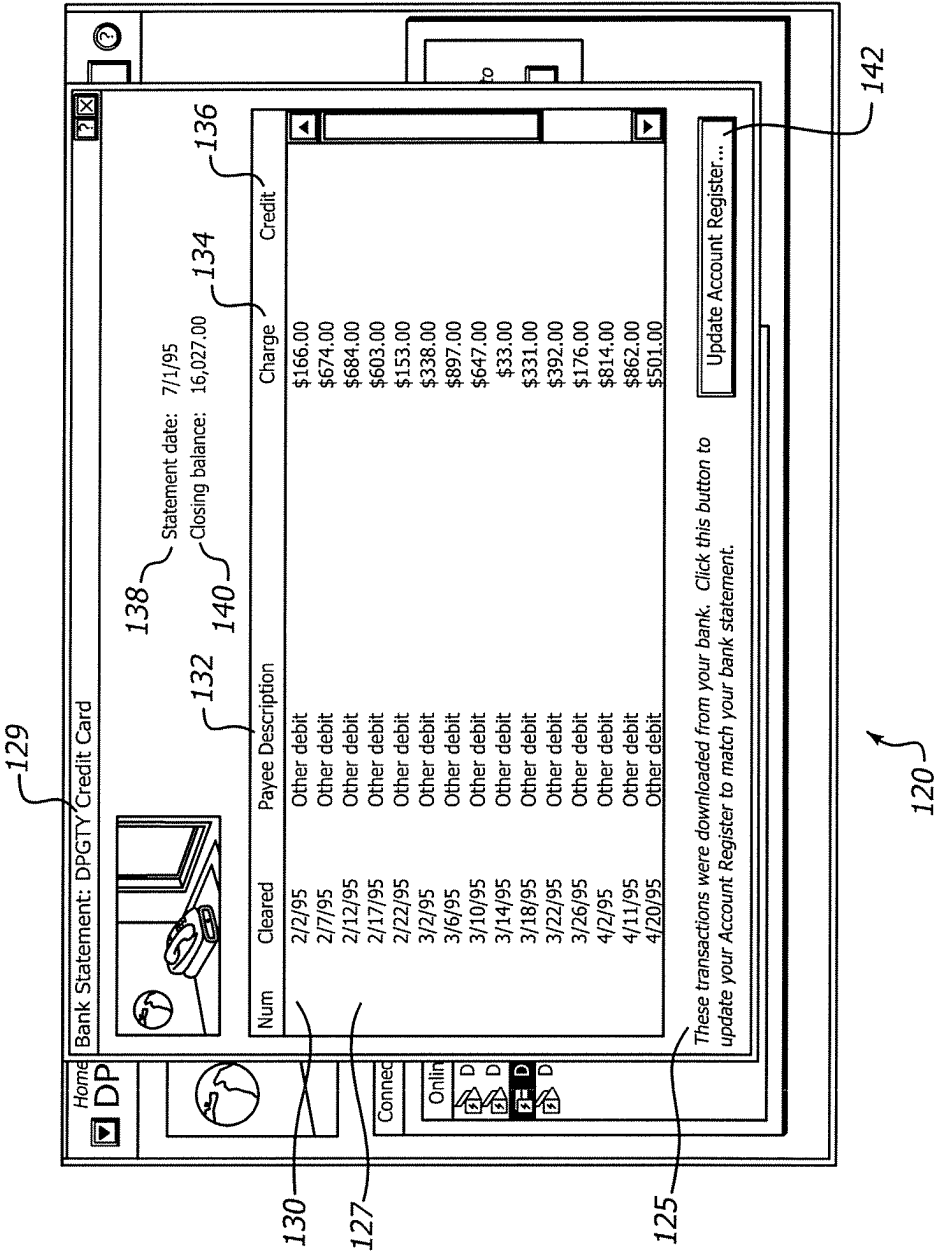 129
Home
DP
?
Bank Statement: DPGTY Credit Card
?
138
Statement date: 7/1/95
140
Closing balance: 16,027.00
132
134
136
Num Cleared Payee Description Charge Credit
130
2/2/95 Other debit $166.00
2/7/95 Other debit $674.00
2/12/95 Other debit $684.00
127
2/17/95 Other debit $603.00
2/22/95 Other debit $153.00
3/2/95 Other debit $338.00
3/6/95 Other debit $897.00
3/10/95 Other debit $647.00
3/14/95 Other debit $33.00
3/18/95 Other debit $331.00
3/22/95 Other debit $392.00
3/26/95 Other debit $176.00
4/2/95 Other debit $814.00
4/11/95 Other debit $862.00
4/20/95 Other debit $501.00
Connec
Onlin
D
D
D
D
to
125
These transactions were downloaded from your bank. Click this button to
update your Account Register to match your bank statement.
Update Account Register...
142
120